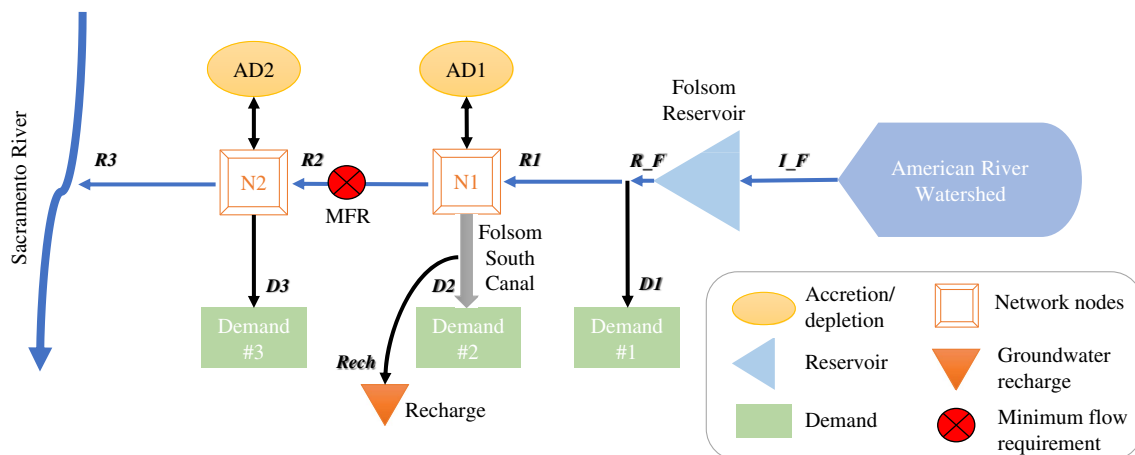 Sacramento River
AD2
AD1
Folsom
Reservoir
R3
N2
R2
MFR
N1
R1
R_F
I_F
American River
Watershed
Folsom
South
Canal
D3
D2
D1
Demand
#3
Demand
#2
Demand
#1
Rech
Recharge
Accretion/
depletion
Network nodes
Reservoir
Groundwater
recharge
Demand
Minimum flow
requirement